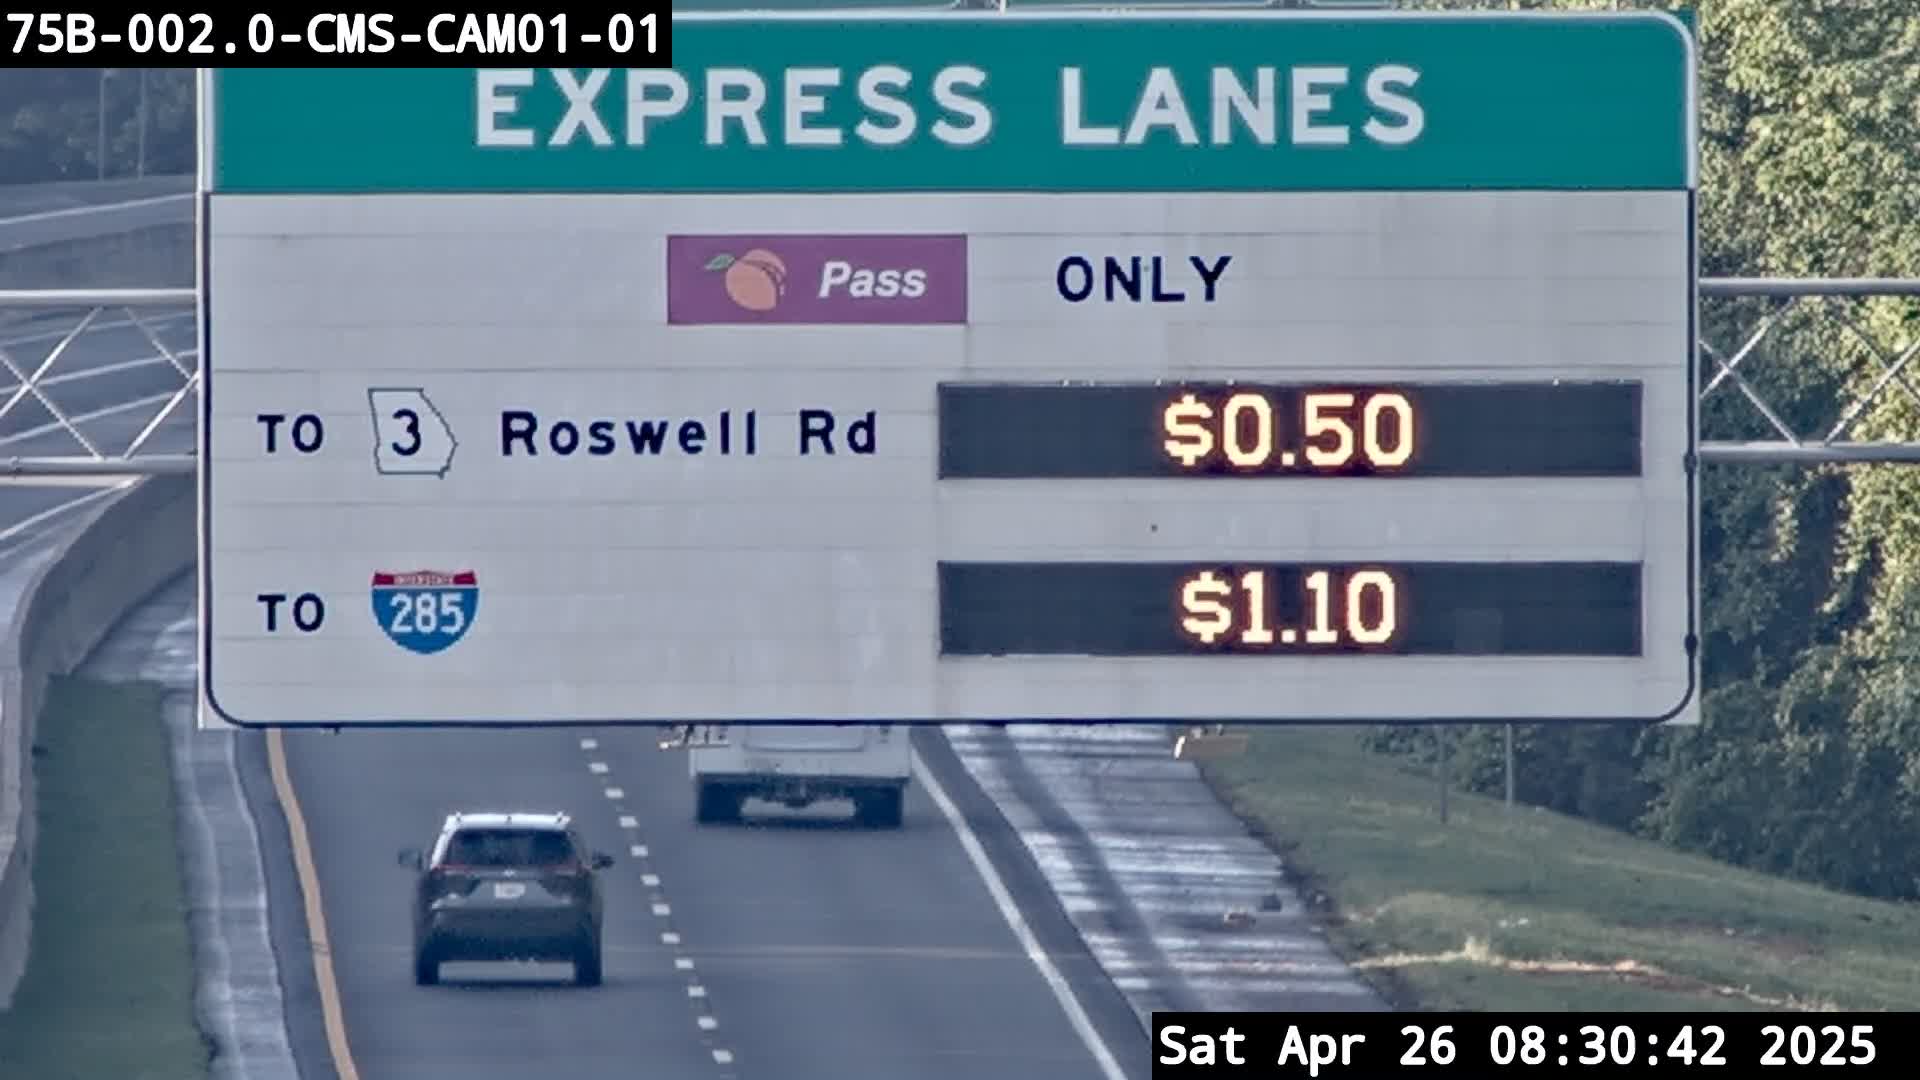 75B-002.0-CMS-CAM01-01
EXPRESS LANES
Pass ONLY
TO 3 Roswell Rd $0.50
TO 285 $1.10
Sat Apr 26 08:30:42 2025